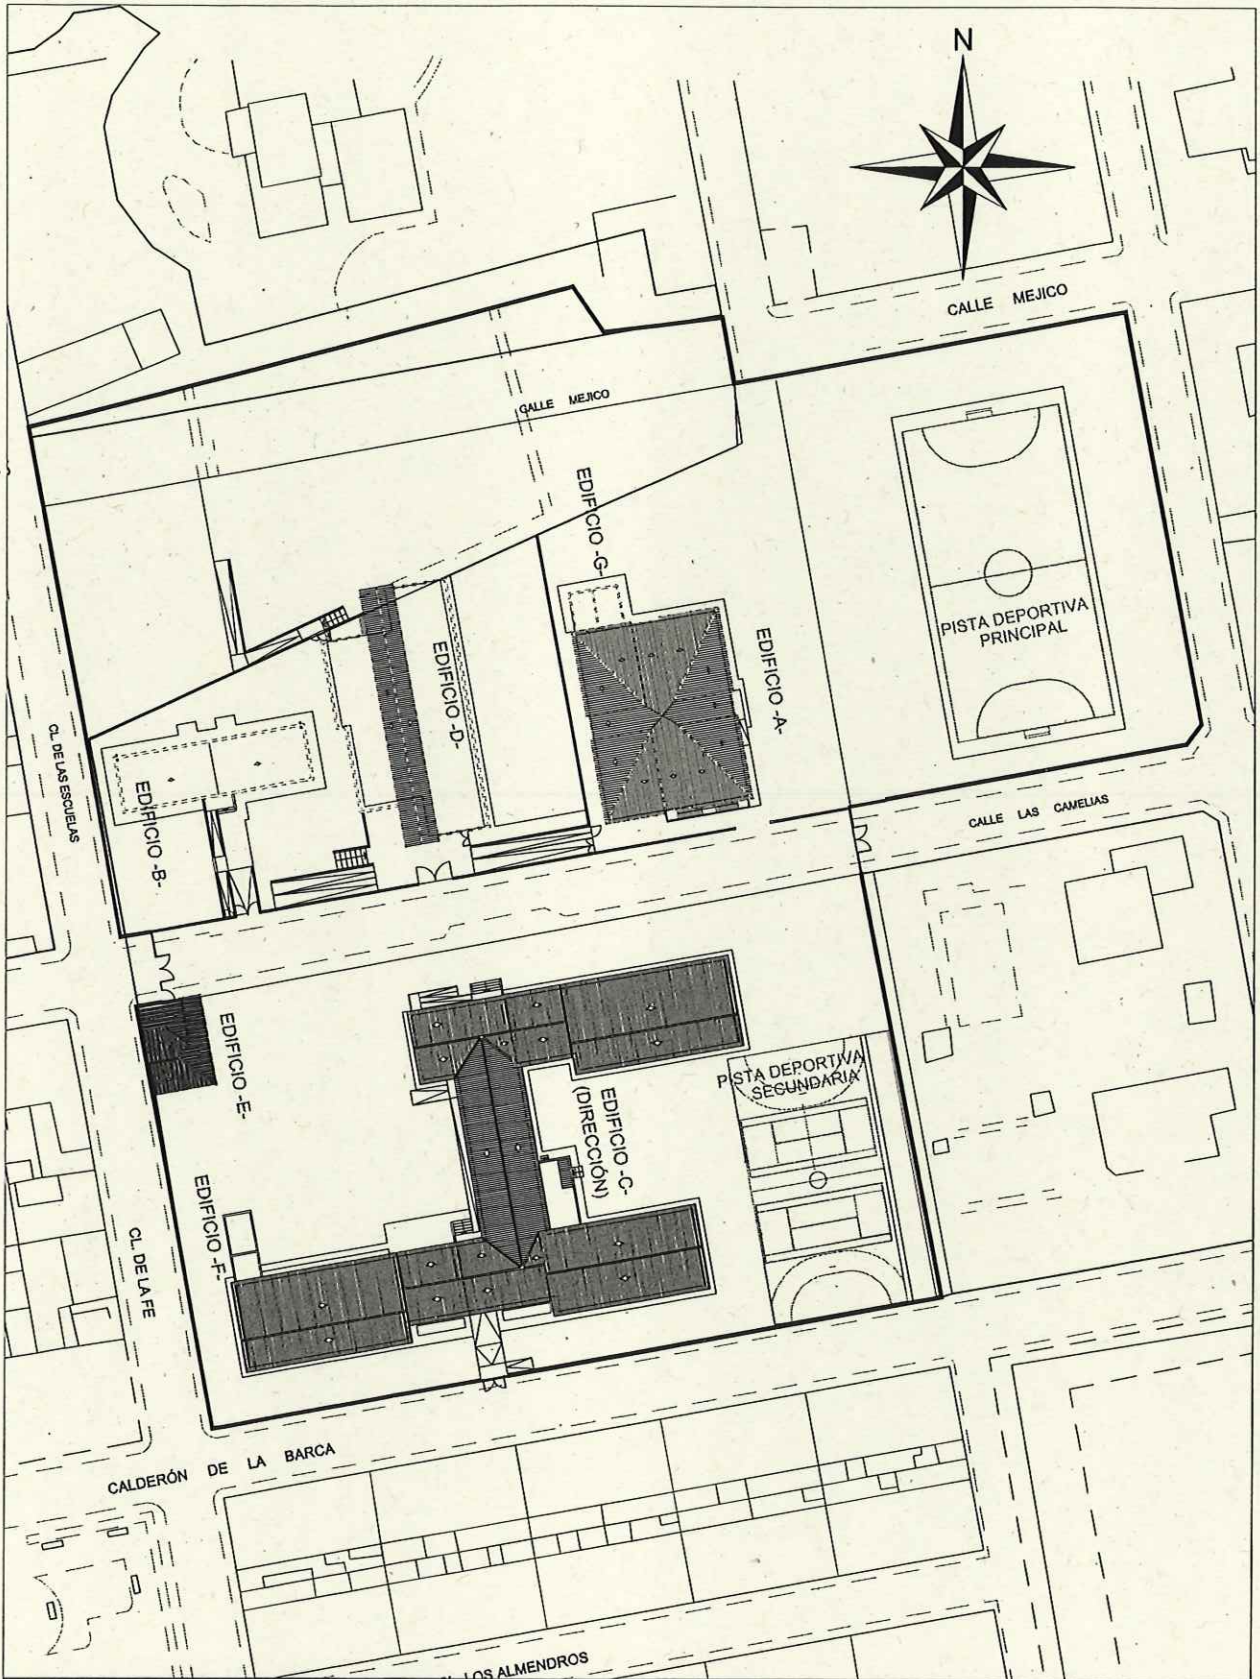 N
CALLE MEJICO
CALLE MEJICO
EDIFICIO -G-
PISTA DEPORTIVA
PRINCIPAL
EDIFICIO -A-
EDIFICIO -D-
CL. DE LAS ESCUELAS
EDIFICIO -B-
CALLE LAS CAMELIAS
EDIFICIO -E-
PISTA DEPORTIVA
SECUNDARIA
EDIFICIO -C-
(DIRECCIÓN)
EDIFICIO -F-
CL. DE LA FE
CALDERÓN DE LA BARCA
LOS ALMENDROS